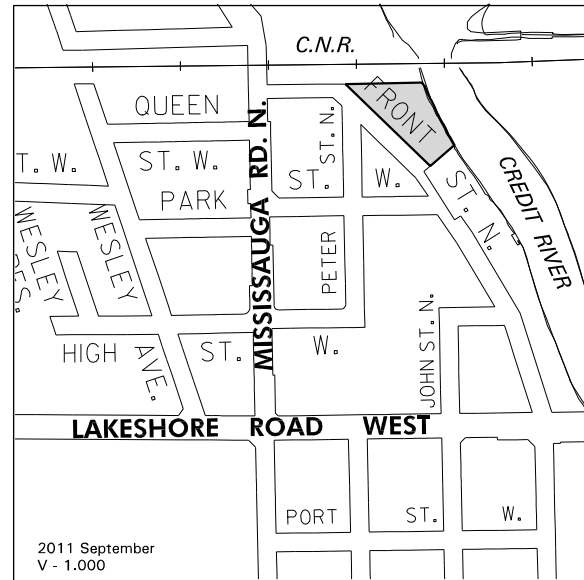 C.N.R.
QUEEN
FRONT
ST. N.
MISSISSAUGA RD. N.
ST. N.
T. W.
ST. W.
ST.
W.
PARK
CREDIT RIVER
WESLEY
RES.
WESLEY
AVE.
PETER
HIGH
ST.
W.
JOHN ST. N.
LAKESHORE ROAD WEST
PORT
ST.
W.
2011 September
V - 1.000